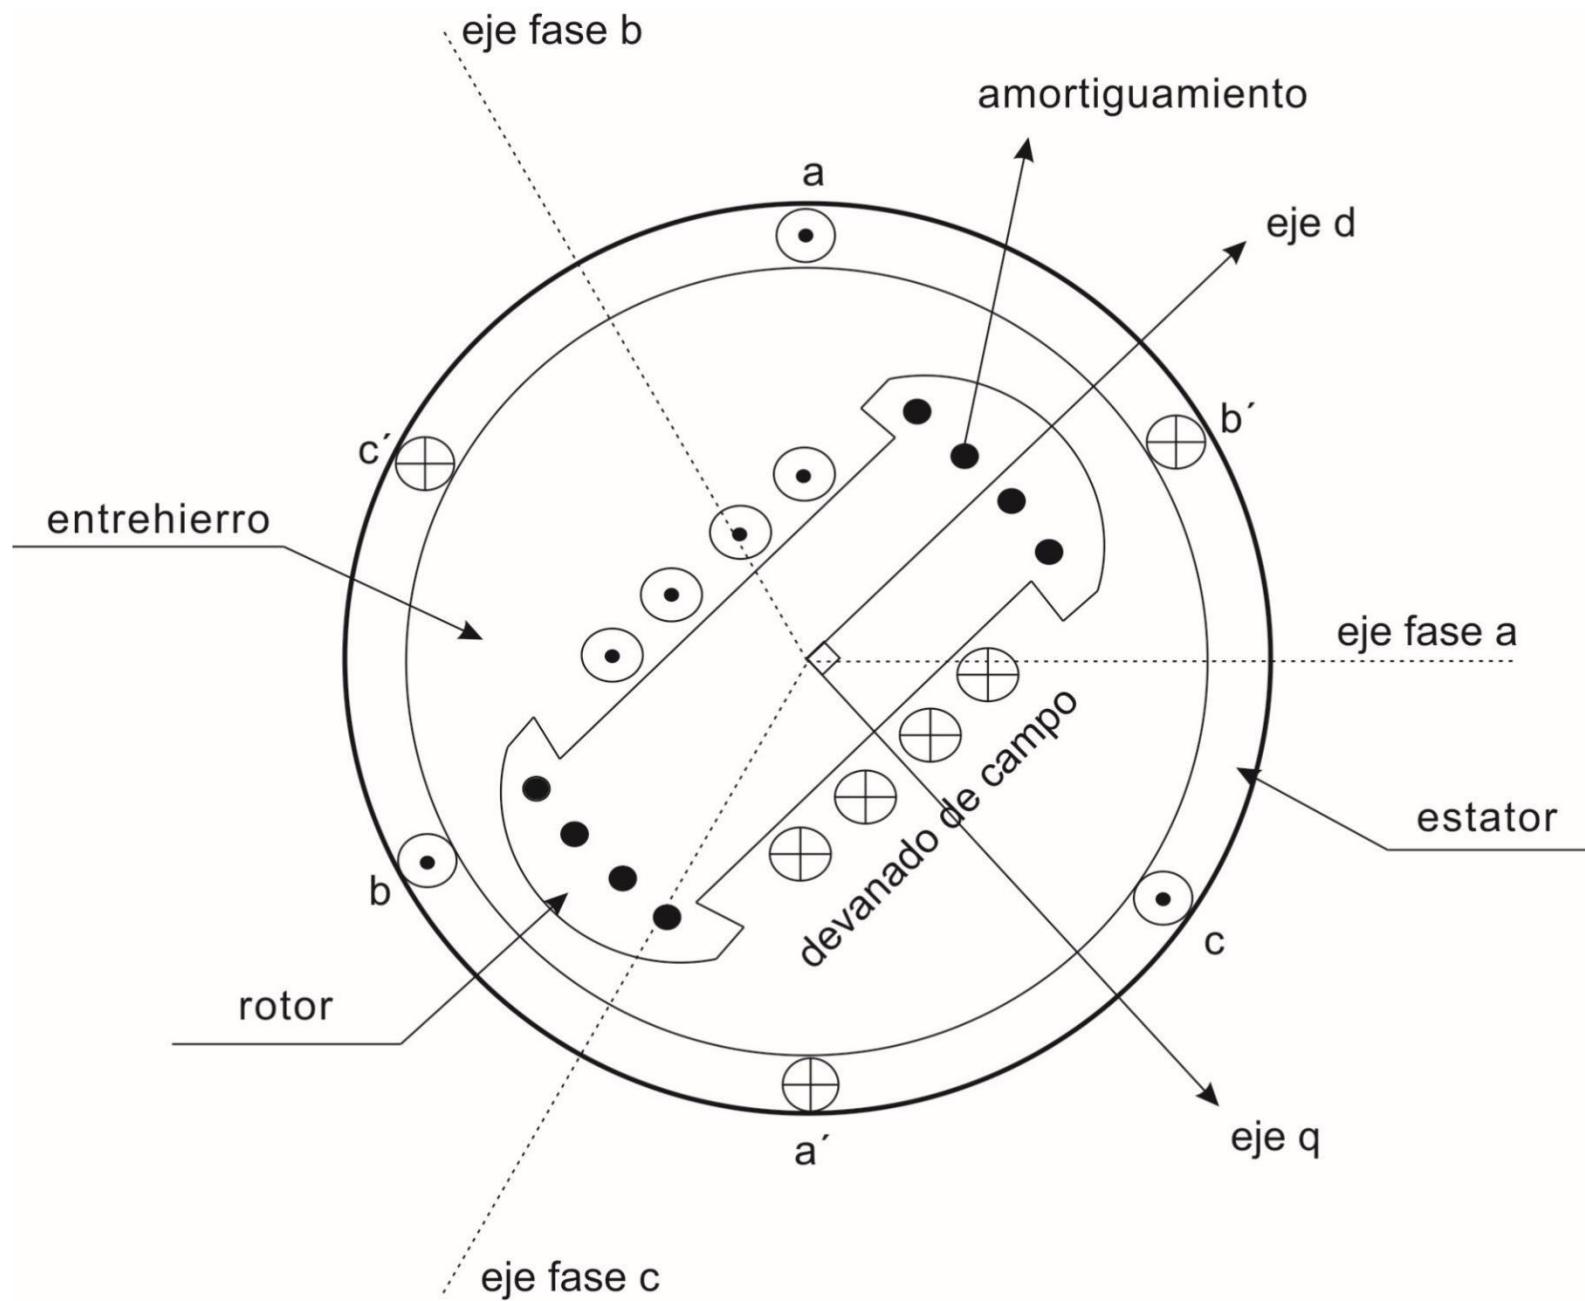 eje fase b
amortiguamiento
a
eje d
b´
c´
entrehierro
eje fase a
devanado de campo
estator
b
c
rotor
a´
eje q
eje fase c